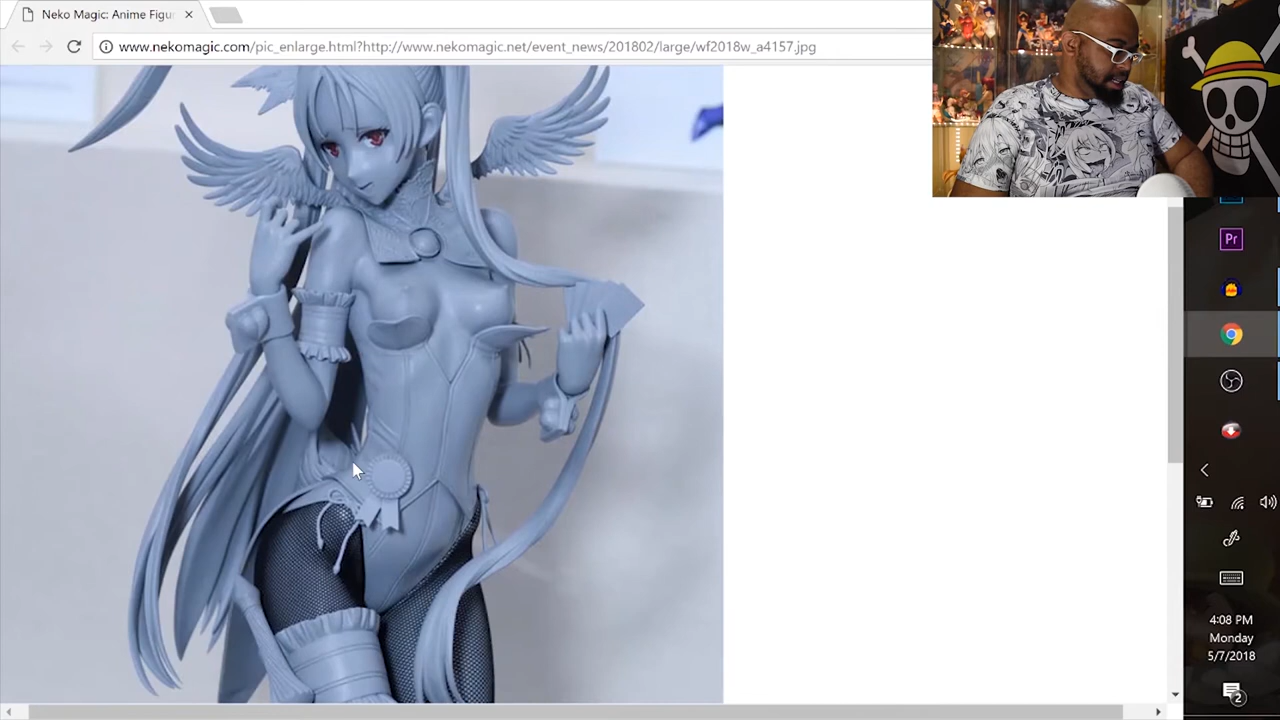 Neko Magic: Anime Figur
www.nekomagic.com/pic_enlarge.html?http://www.nekomagic.net/event_news/201802/large/wf2018w_a4157.jpg
Pr
4:08 PM
Monday
5/7/2018
2